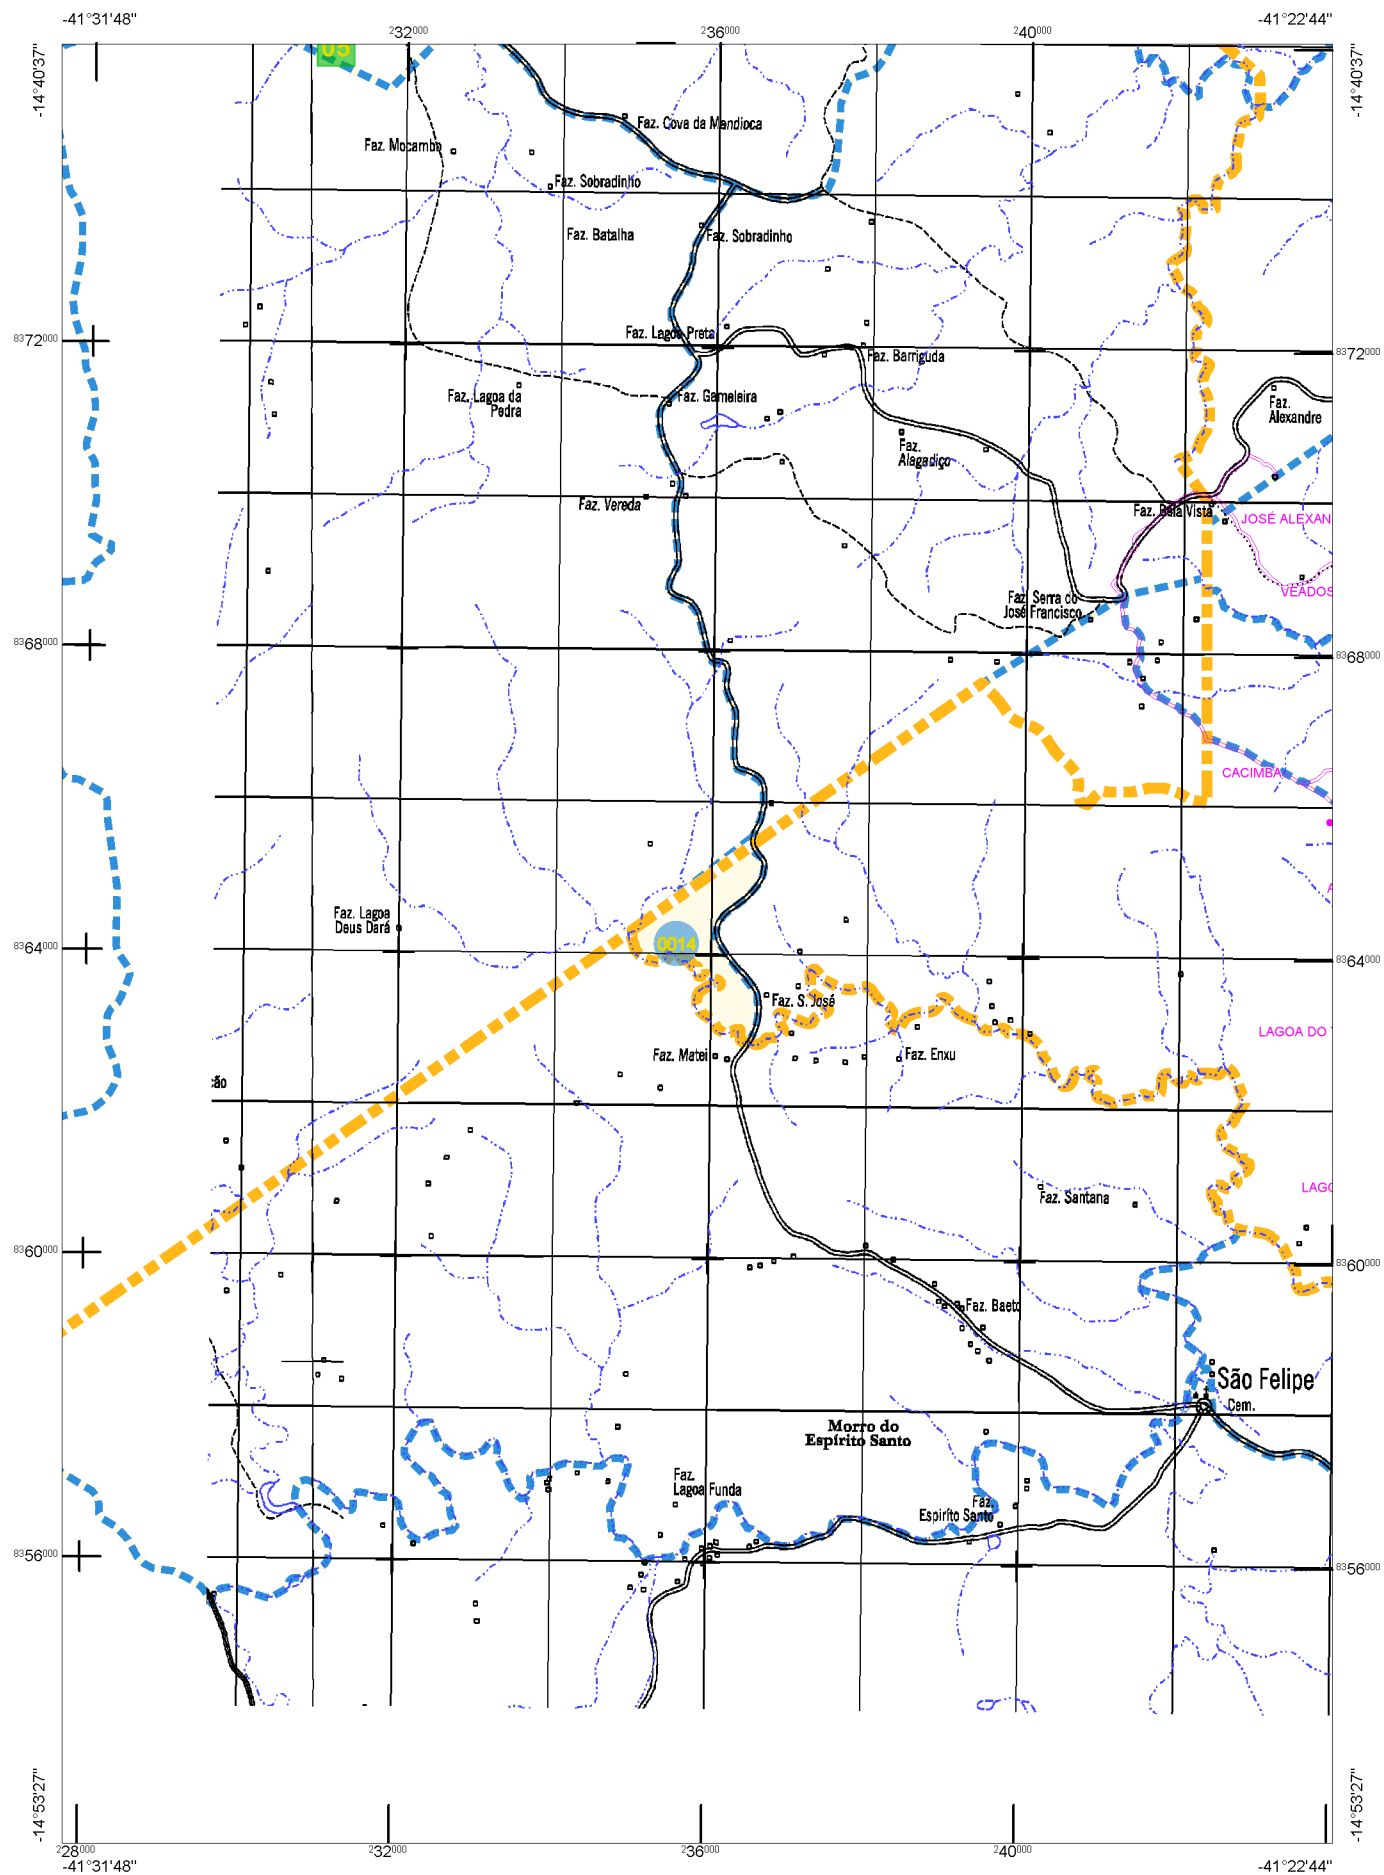 -41°31'48"
-41°22'44"
232000
236000
240000
-14°40'37"
-14°40'37"
05
Faz. Cova da Mandioca
Faz. Mocambo
Faz. Sobradinho
Faz. Batalha
Faz. Sobradinho
8372000
Faz. Lagoa Preta
8372000
Faz. Barriguda
Faz. Lagoa da
Pedra
Faz. Gameleira
Faz.
Alexandre
Faz.
Alagadiço
Faz. Vereda
Faz. Bela Vista
JOSÉ ALEXAN
VEADOS
Faz. Serra do
José Francisco
8368000
8368000
CACIMBA
Faz. Lagoa
Deus Dará
8364000
0014
8364000
Faz. S. José
LAGOA DO
Faz. Matei
Faz. Enxu
ção
Faz. Santana
LAGO
8360000
8360000
Faz. Baeto
São Felipe
Cem.
Morro do
Espírito Santo
Faz.
Lagoa Funda
Faz.
Espirito Santo
8356000
8356000
-14°53'27"
-14°53'27"
228000
232000
236000
240000
-41°31'48"
-41°22'44"